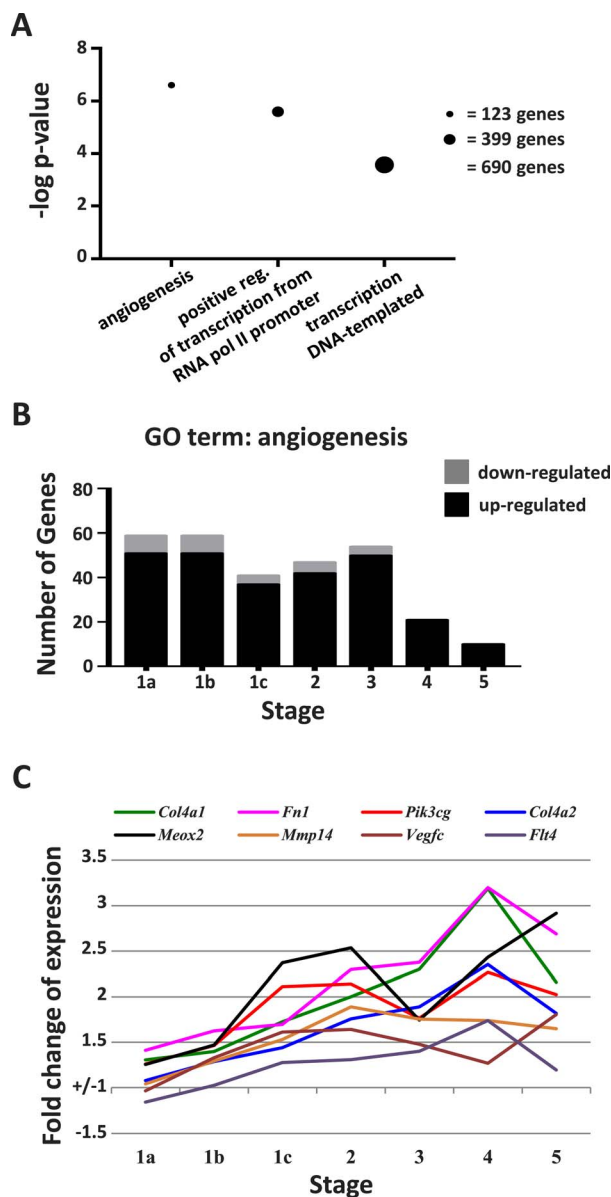 A
-log p-value
8
6
4
2
0
angiogenesis
positive reg.
of transcription from
RNA pol II promoter
transcription
DNA-templated
= 123 genes
= 399 genes
= 690 genes
B
GO term: angiogenesis
down-regulated
up-regulated
Number of Genes
80
60
40
20
0
1a 1b 1c 2 3 4 5
Stage
C
Col4a1 Fn1 Pik3cg Col4a2
Meox2 Mmp14 Vegfc Flt4
Fold change of expression
3.5
3
2.5
2
1.5
+/-1
-1.5
1a 1b 1c 2 3 4 5
Stage